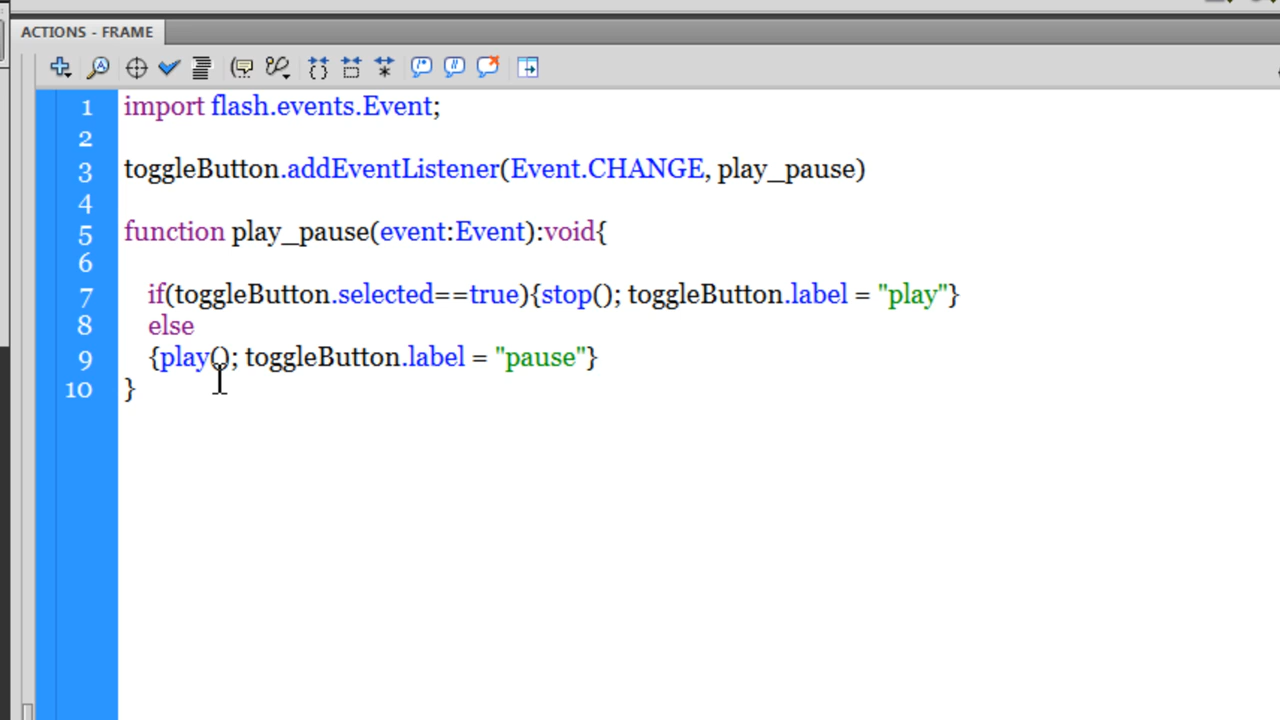 ACTIONS - FRAME
1 import flash.events.Event;
2
3 toggleButton.addEventListener(Event.CHANGE, play_pause)
4
5 function play_pause(event:Event):void{
6
7 if(toggleButton.selected==true){stop(); toggleButton.label = "play"}
8 else
9 {play(); toggleButton.label = "pause"}
10 }